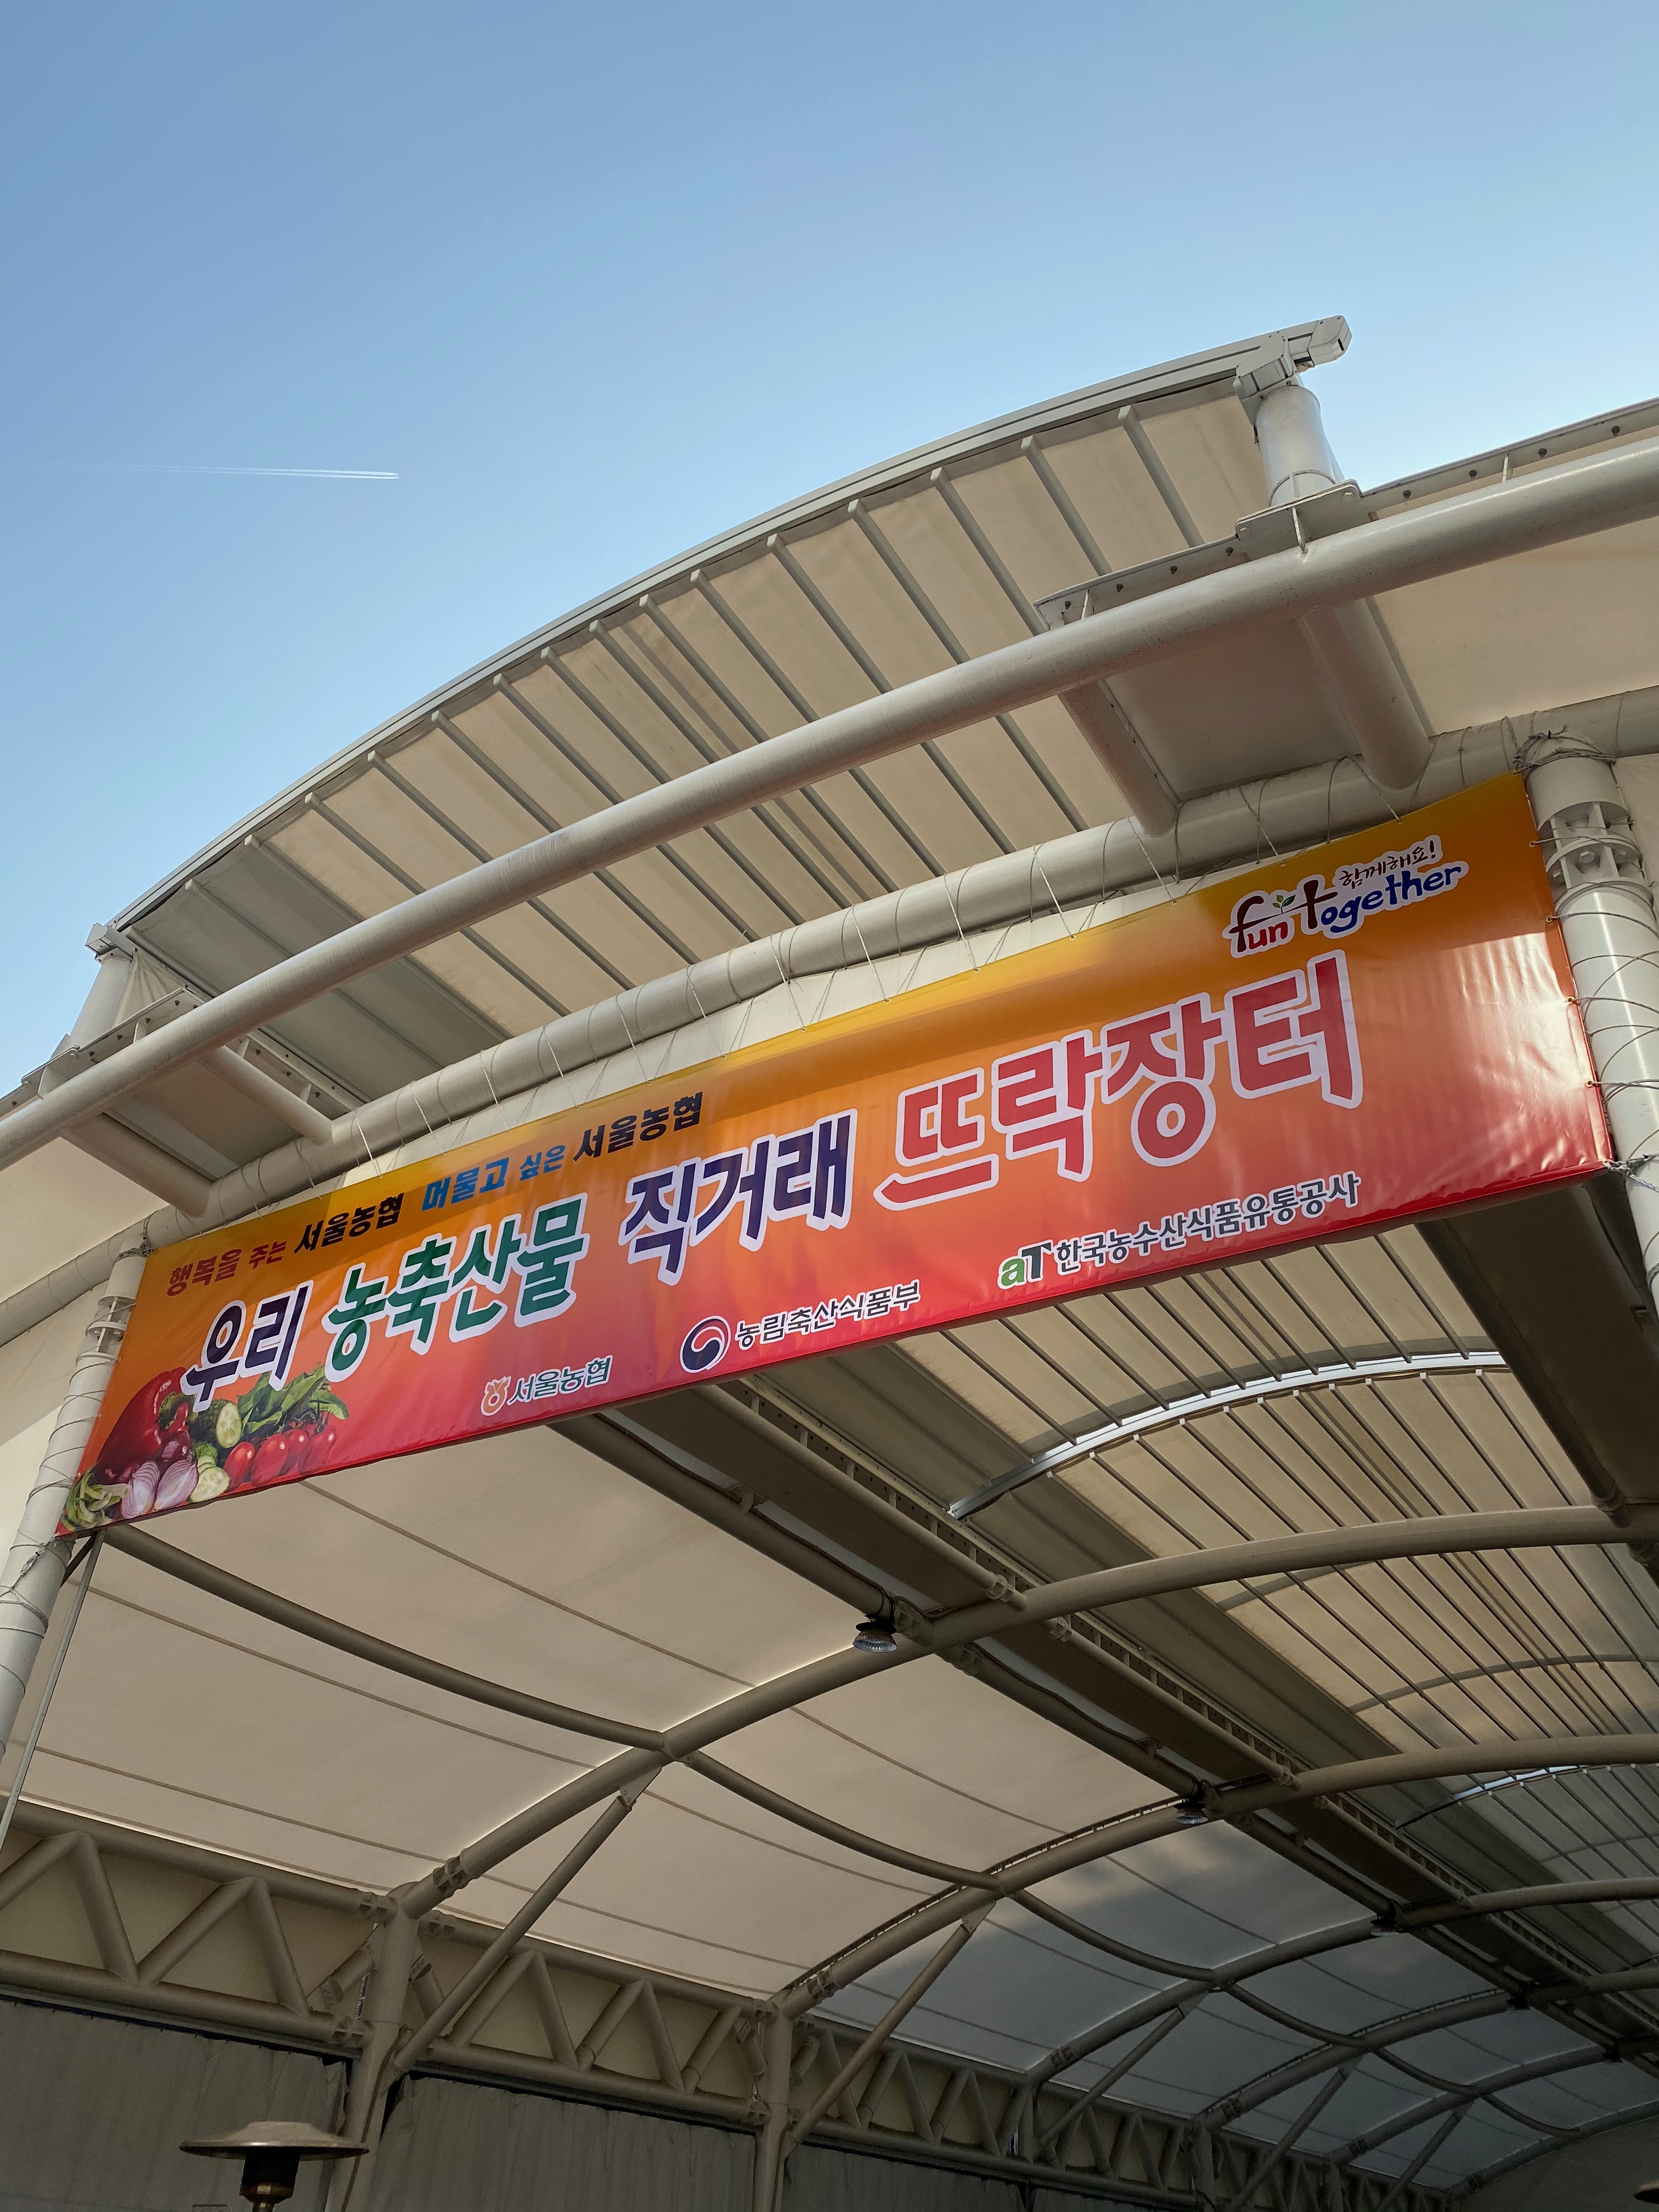 함께해요!
fun together
행복을 주는 서울농협 머물고 싶은 서울농협
우리 농축산물 직거래 뜨락장터
서울농협 농림축산식품부 aT 한국농수산식품유통공사